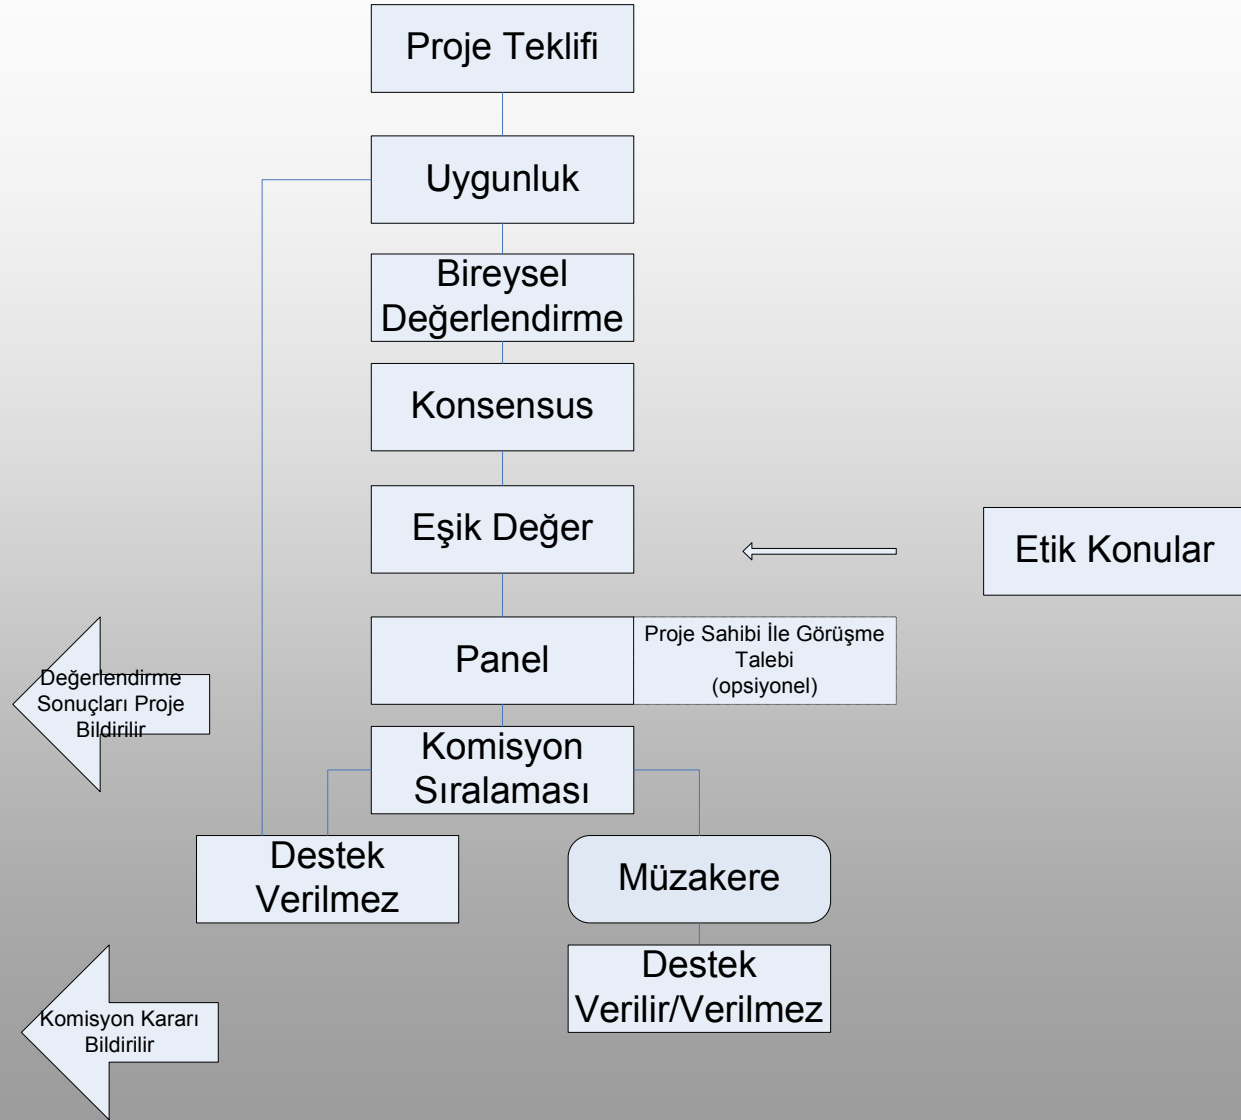 Proje Teklifi
Uygunluk
Bireysel
Değerlendirme
Konsensus
Eşik Değer
Etik Konular
Panel
Proje Sahibi İle Görüşme
Talebi
(opsiyonel)
Değerlendirme
Sonuçları Proje
Bildirilir
Komisyon
Sıralaması
Destek
Verilmez
Müzakere
Destek
Verilir/Verilmez
Komisyon Kararı
Bildirilir